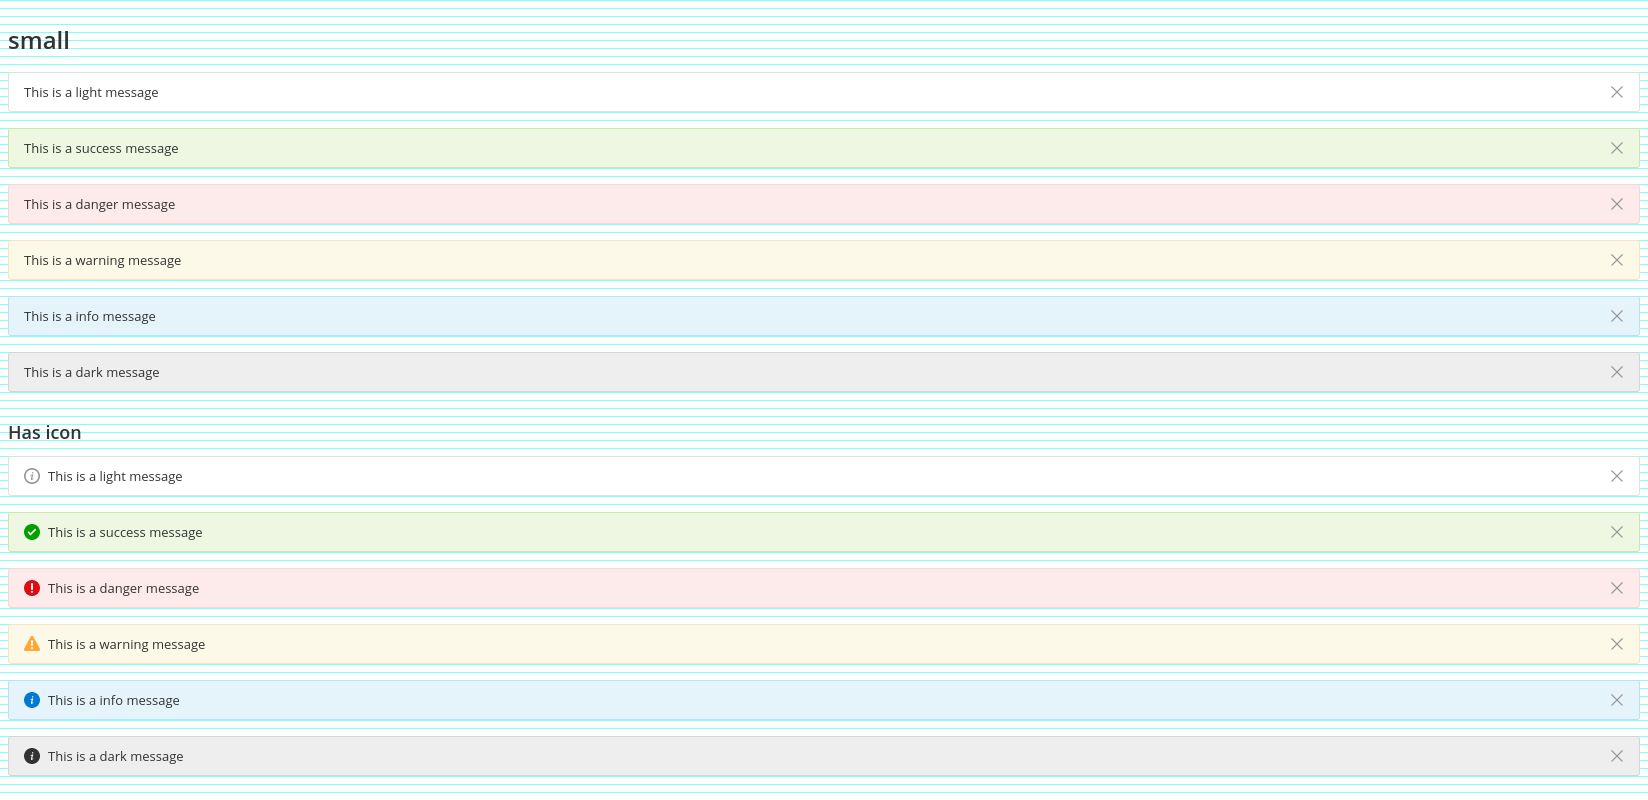 small
This is a light message
This is a success message
This is a danger message
This is a warning message
This is a info message
This is a dark message
Has icon
This is a light message
This is a success message
This is a danger message
This is a warning message
This is a info message
This is a dark message